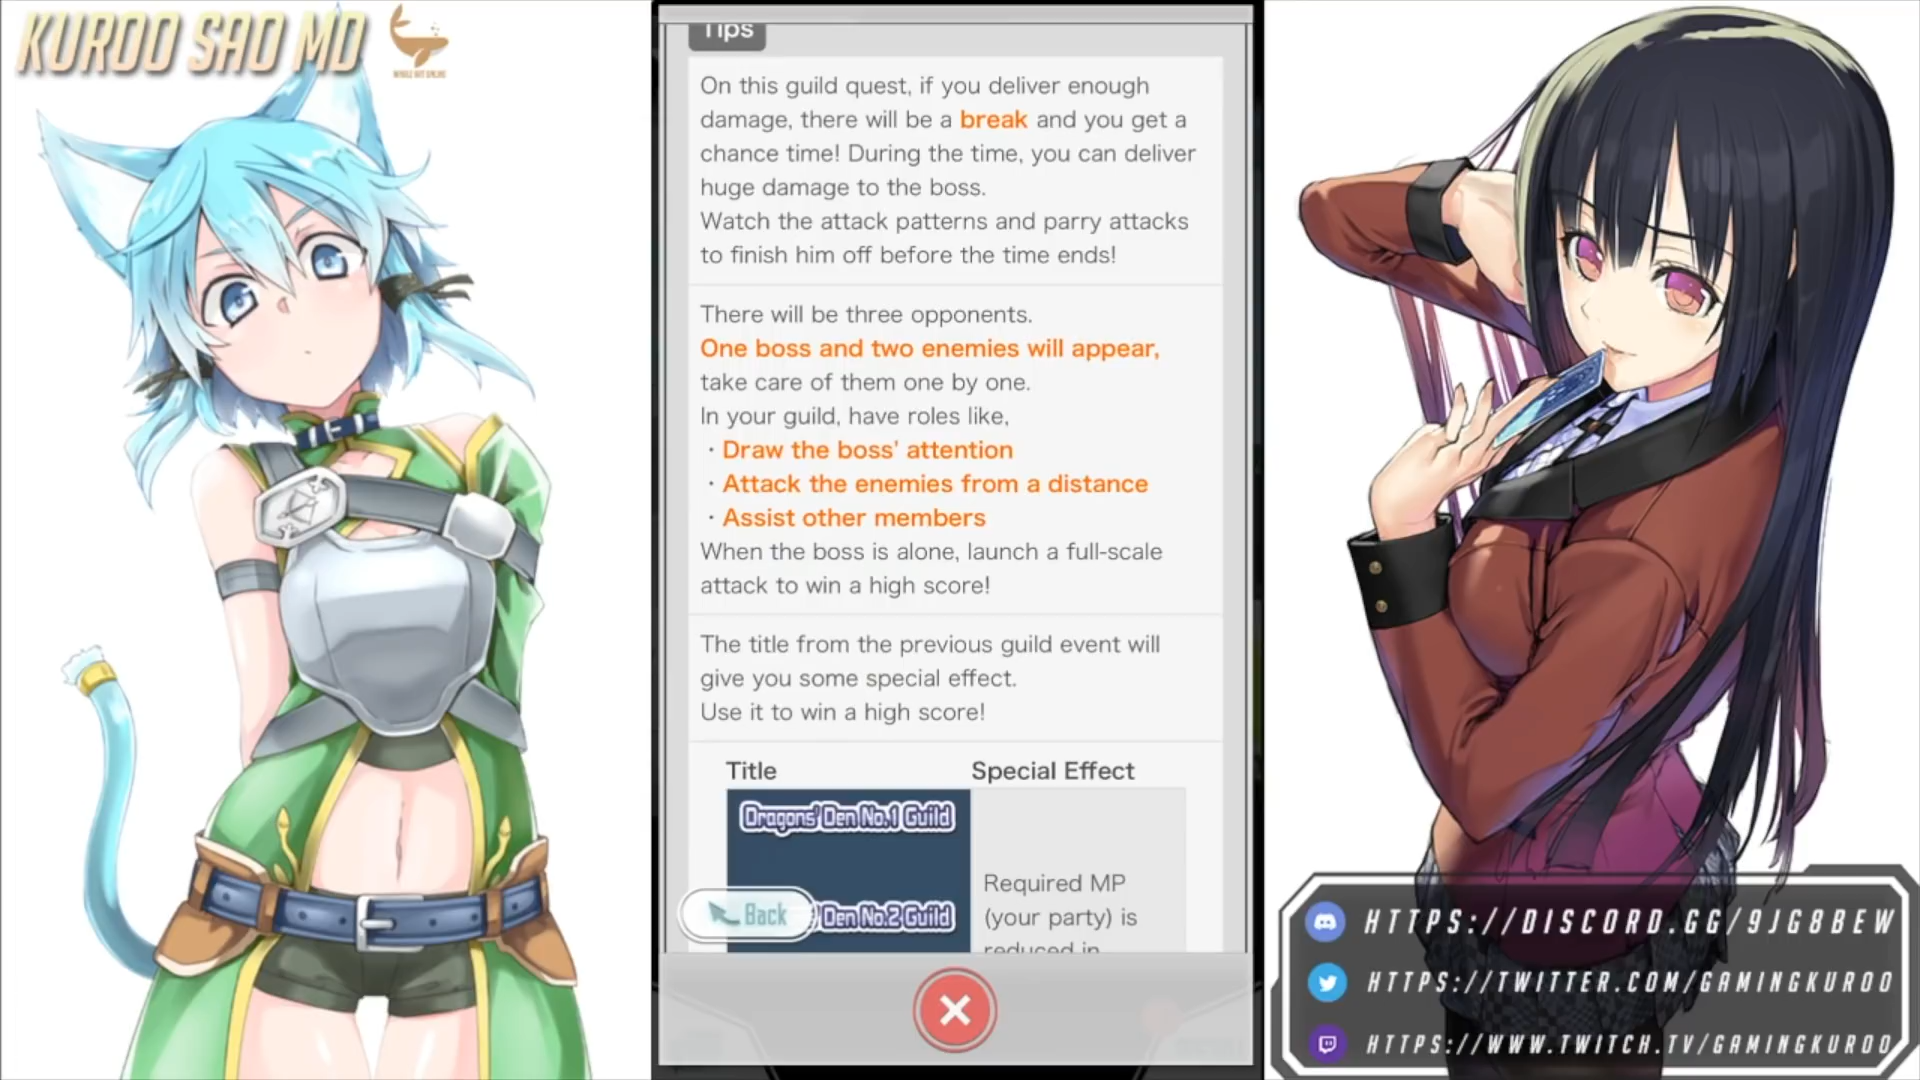 KUROO SAO MD
WHALE OUT ONLINE
Tips
On this guild quest, if you deliver enough
damage, there will be a break and you get a
chance time! During the time, you can deliver
huge damage to the boss.
Watch the attack patterns and parry attacks
to finish him off before the time ends!
There will be three opponents.
One boss and two enemies will appear,
take care of them one by one.
In your guild, have roles like,
・Draw the boss' attention
・Attack the enemies from a distance
・Assist other members
When the boss is alone, launch a full-scale
attack to win a high score!
The title from the previous guild event will
give you some special effect.
Use it to win a high score!
Title Special Effect
Dragons' Den No.1 Guild
Required MP
Back Den No.2 Guild (your party) is
reduced in
HTTPS://DISCORD.GG/9JG8BEW
HTTPS://TWITTER.COM/GAMINGKUROO
HTTPS://WWW.TWITCH.TV/GAMINGKUROO